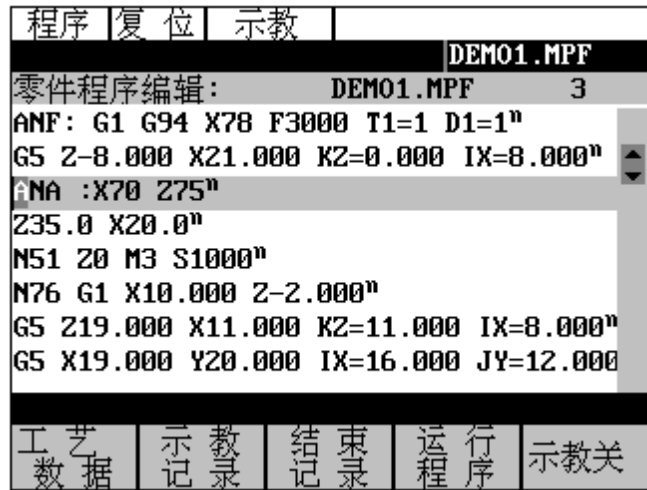 程序 复 位 示教
DEMO1.MPF
零件程序编辑: DEMO1.MPF 3
ANF: G1 G94 X78 F3000 T1=1 D1=1ⁿ
G5 Z-8.000 X21.000 KZ=0.000 IX=8.000ⁿ
ANA :X70 Z75ⁿ
Z35.0 X20.0ⁿ
N51 Z0 M3 S1000ⁿ
N76 G1 X10.000 Z-2.000ⁿ
G5 Z19.000 X11.000 KZ=11.000 IX=8.000ⁿ
G5 X19.000 Y20.000 IX=16.000 JY=12.000
工 艺 示 教 结 束 运 行 示教关
数 据 记 录 记 录 程 序